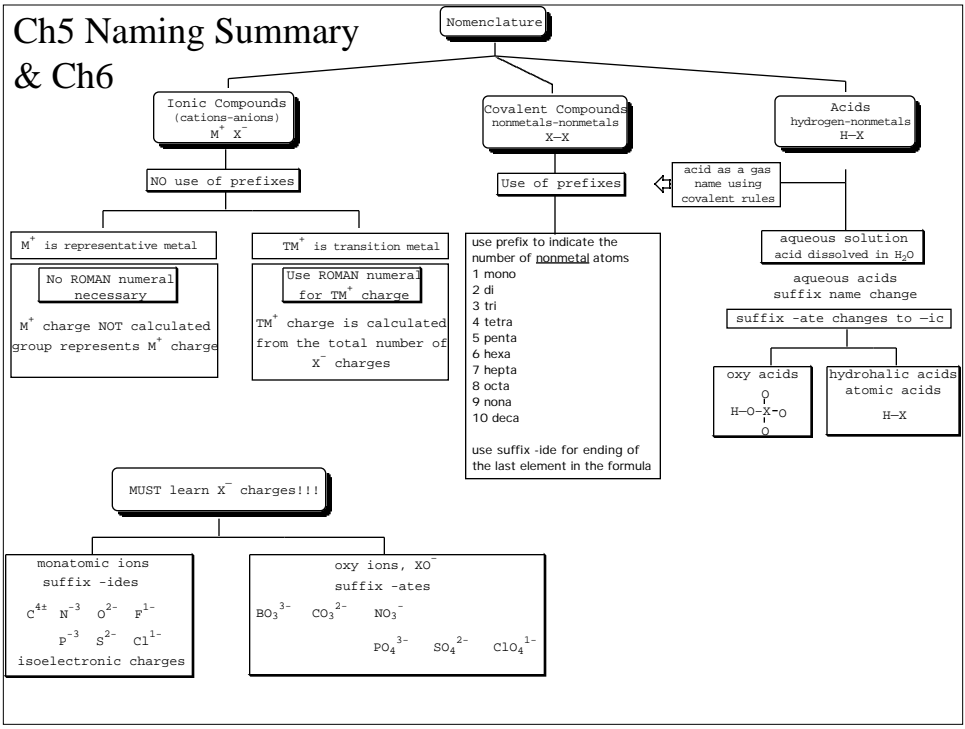 Ch5 Naming Summary
& Ch6
Nomenclature
Ionic Compounds
(cations-anions)
M⁺ X⁻
Covalent Compounds
nonmetals-nonmetals
X—X
Acids
hydrogen-nonmetals
H—X
NO use of prefixes
Use of prefixes
acid as a gas
name using
covalent rules
M⁺ is representative metal
No ROMAN numeral
necessary
M⁺ charge NOT calculated
group represents M⁺ charge
TM⁺ is transition metal
Use ROMAN numeral
for TM⁺ charge
TM⁺ charge is calculated
from the total number of
X⁻ charges
use prefix to indicate the
number of nonmetal atoms
1 mono
2 di
3 tri
4 tetra
5 penta
6 hexa
7 hepta
8 octa
9 nona
10 deca
use suffix -ide for ending of
the last element in the formula
aqueous solution
acid dissolved in H₂O
aqueous acids
suffix name change
suffix -ate changes to —ic
oxy acids
O
H—O—X—O
O
hydrohalic acids
atomic acids
H—X
MUST learn X⁻ charges!!!
monatomic ions
suffix -ides
C⁴± N⁻³ O²⁻ F¹⁻
P⁻³ S²⁻ Cl¹⁻
isoelectronic charges
oxy ions, XO⁻
suffix -ates
BO₃³⁻ CO₃²⁻ NO₃⁻
PO₄³⁻ SO₄²⁻ ClO₄¹⁻